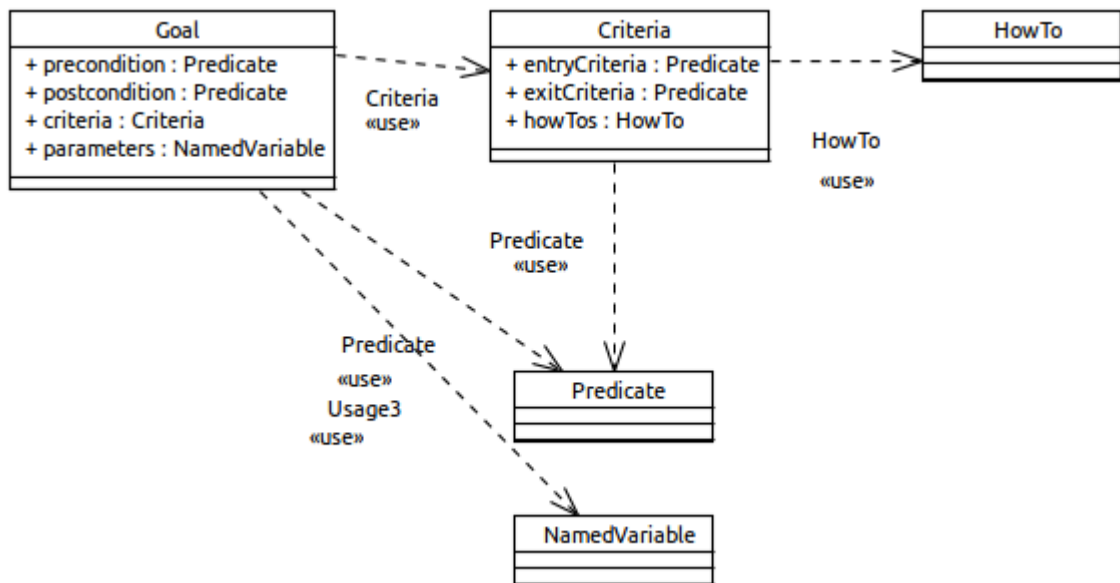 Goal
+ precondition : Predicate
+ postcondition : Predicate
+ criteria : Criteria
+ parameters : NamedVariable
Criteria
«use»
Criteria
+ entryCriteria : Predicate
+ exitCriteria : Predicate
+ howTos : HowTo
HowTo
HowTo
«use»
Predicate
«use»
Predicate
«use»
Usage3
«use»
Predicate
NamedVariable